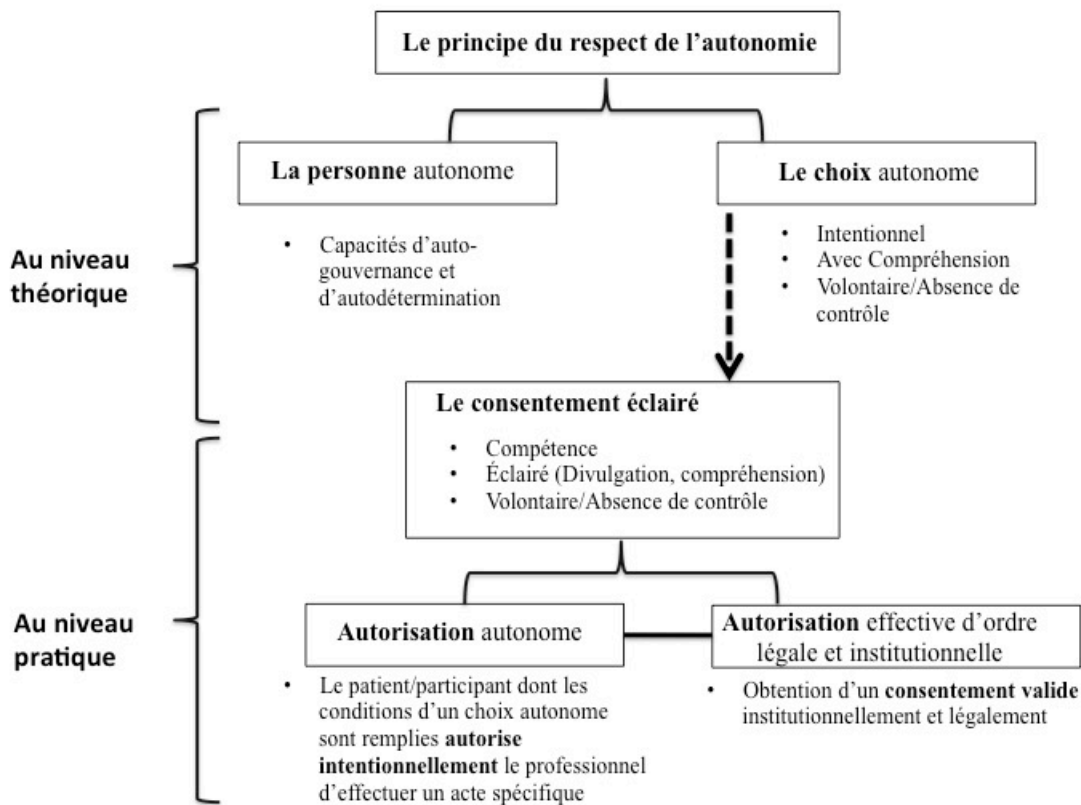 Le principe du respect de l'autonomie
La personne autonome
Le choix autonome
Au niveau
théorique
• Capacités d'auto-
gouvernance et
d'autodétermination
• Intentionnel
• Avec Compréhension
• Volontaire/Absence de
contrôle
Le consentement éclairé
• Compétence
• Éclairé (Divulgation, compréhension)
• Volontaire/Absence de contrôle
Au niveau
pratique
Autorisation autonome
Autorisation effective d'ordre
légale et institutionnelle
• Le patient/participant dont les
conditions d'un choix autonome
sont remplies autorise
intentionnellement le professionnel
d'effectuer un acte spécifique
• Obtention d'un consentement valide
institutionnellement et légalement